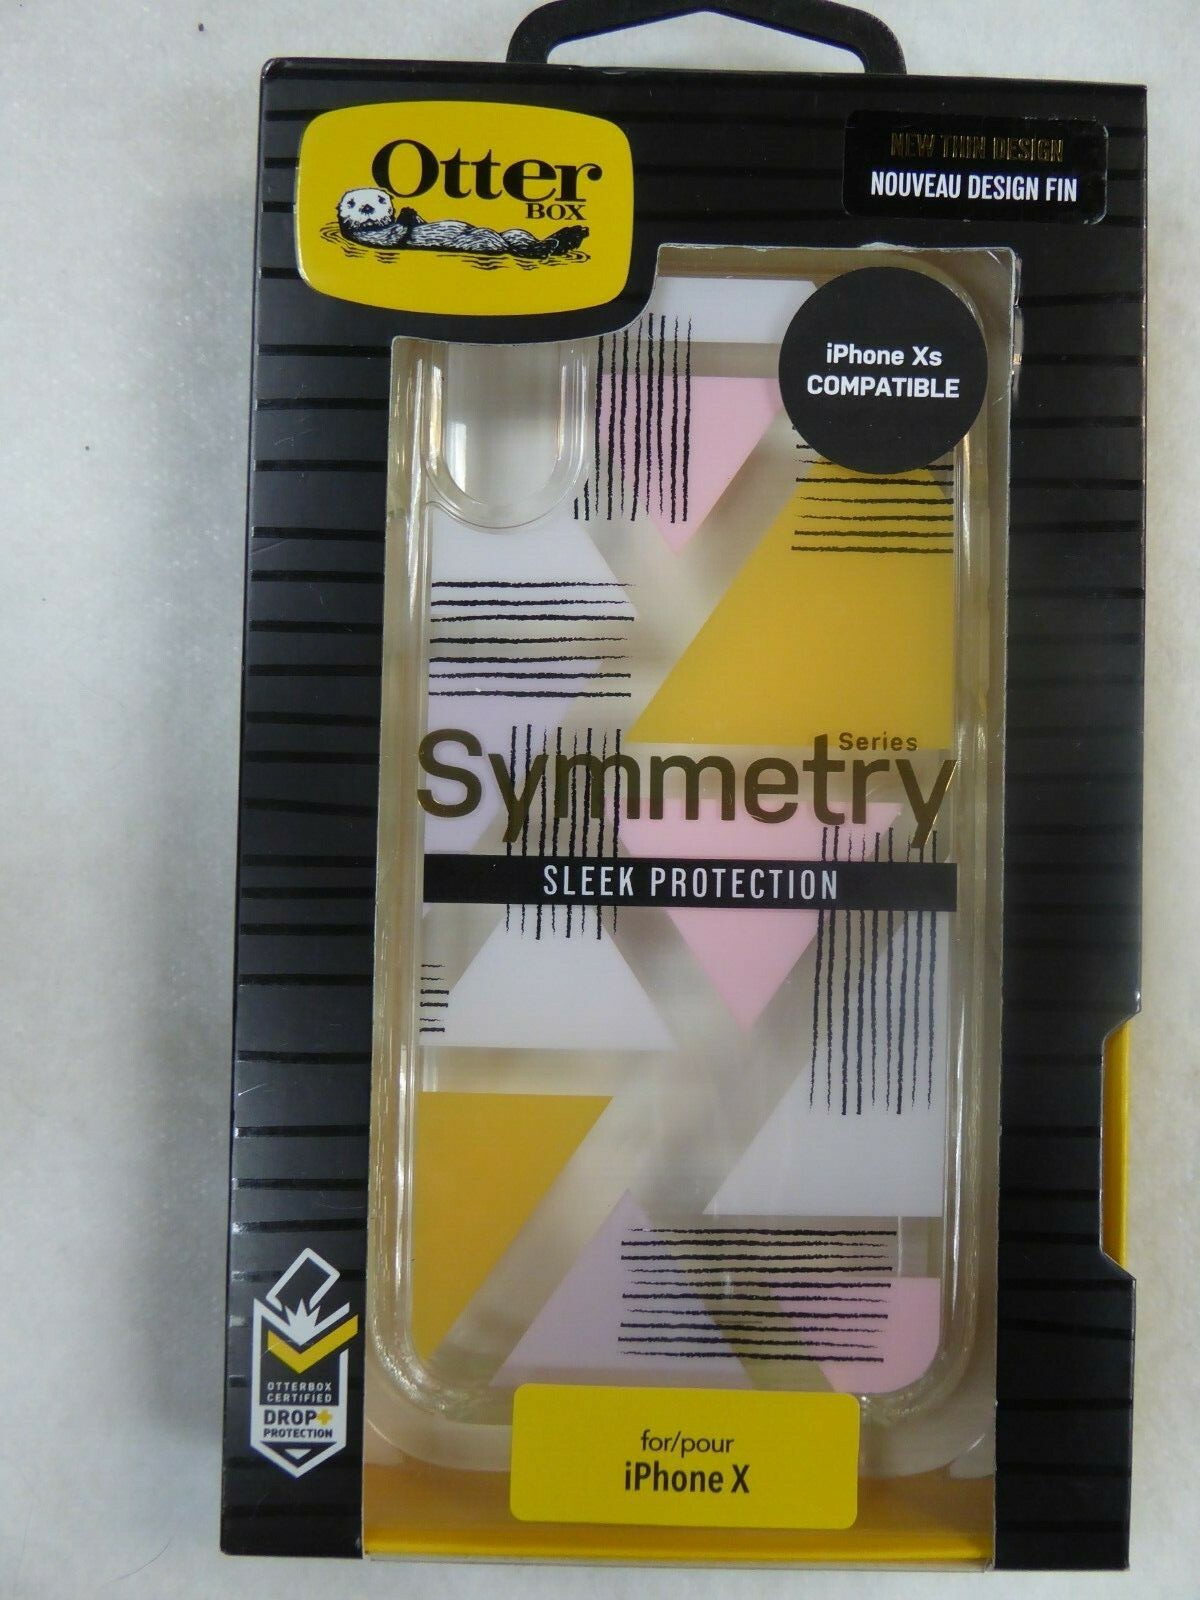 Otter
BOX
NEW THIN DESIGN
NOUVEAU DESIGN FIN
iPhone Xs
COMPATIBLE
Symmetry Series
SLEEK PROTECTION
OTTERBOX
CERTIFIED
DROP+
PROTECTION
for/pour
iPhone X